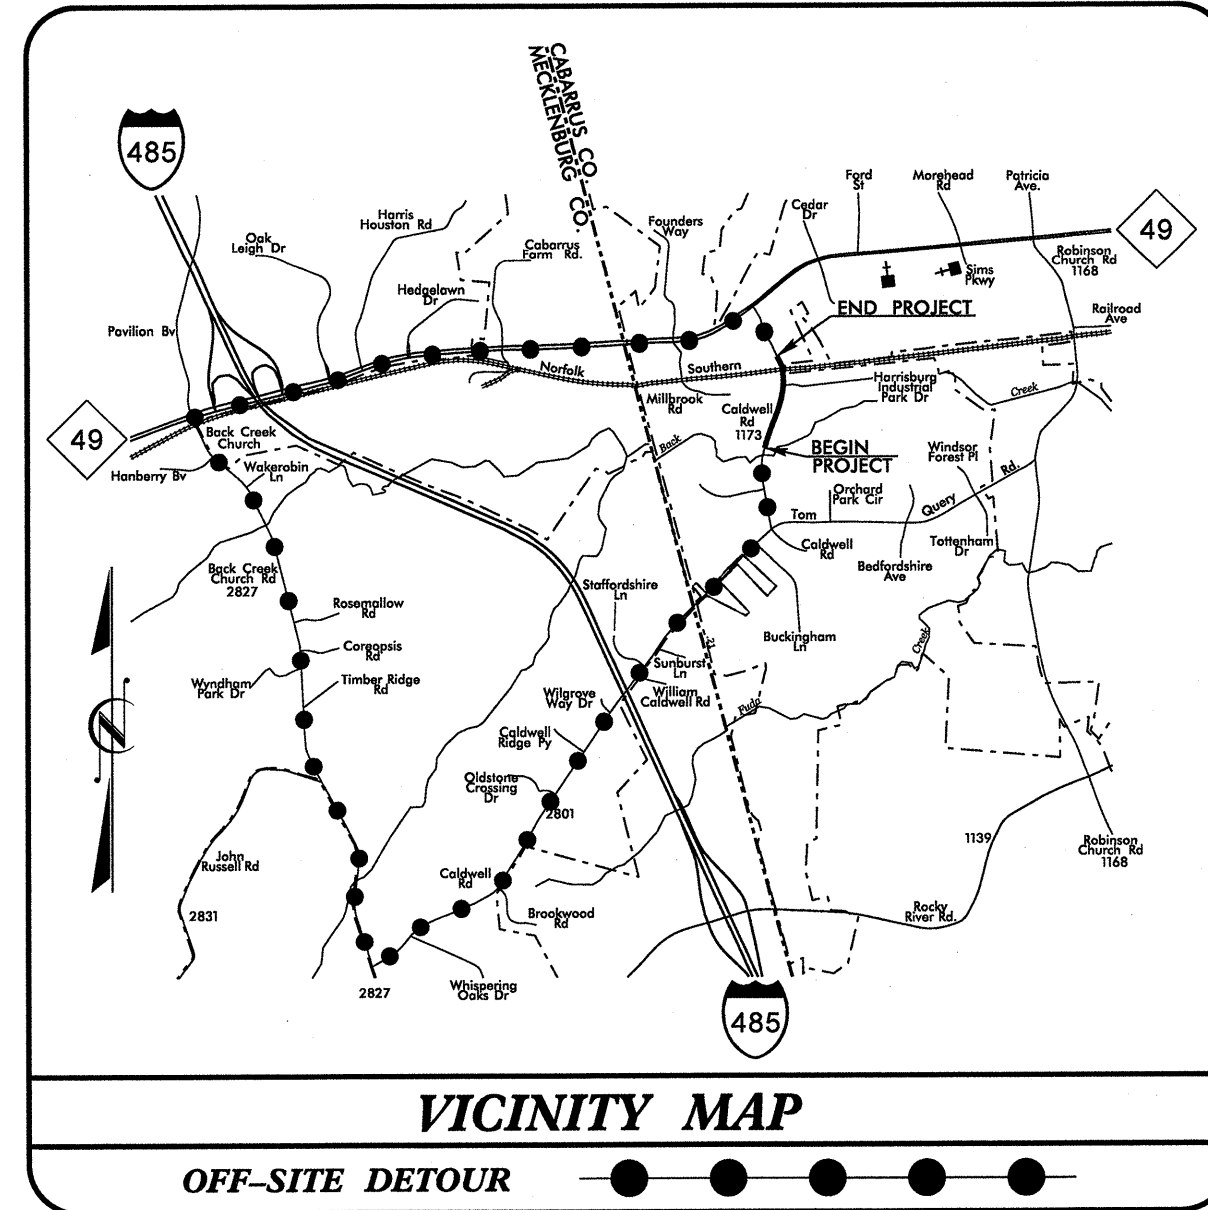 CABARRUS CO
MECKLENBURG CO
485
49
Ford
St
Morehead
Rd
Patricia
Ave.
Harris
Houston Rd
Cedar
Dr
Founders
Way
Oak
Leigh Dr
Cabarrus
Farm Rd.
Robinson
Church Rd
1168
Sims
Pkwy
Hedgelawn
Dr
END PROJECT
Railroad
Ave
Pavilion Bv
Norfolk
Southern
Harrisburg
Industrial
Park Dr
Creek
Millbrook
Rd
Caldwell
Rd
1173
49
Back Creek
Church
Back
BEGIN
PROJECT
Windsor
Forest Pl
Hanberry Bv
Wakerobin
Ln
Rd.
Orchard
Park Cir
Query
Tom
Caldwell
Rd
Tottenham
Dr
Bedfordshire
Ave
Back Creek
Church Rd
2827
Staffordshire
Ln
Rosemallow
Rd
Buckingham
Ln
Creek
Coreopsis
Rd
Sunburst
Ln
Wyndham
Park Dr
Timber Ridge
Rd
Wilgrove
Way Dr
William
Caldwell Rd
Fuda
Caldwell
Ridge Py
Oldstone
Crossing
Dr
2801
1139
Robinson
Church Rd
1168
John
Russell Rd
Caldwell
Rd
2831
Brookwood
Rd
Rocky
River Rd.
2827
Whispering
Oaks Dr
485
VICINITY MAP
OFF-SITE DETOUR